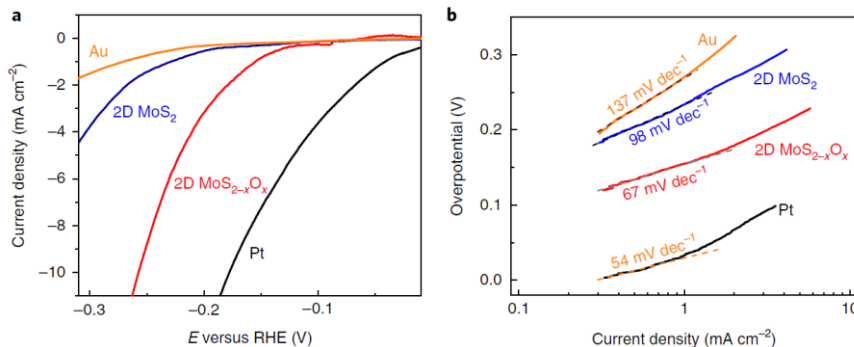 a
0
−2
−4
−6
−8
−10
Current density (mA cm⁻²)
Au
2D MoS₂
2D MoS₂₋ₓOₓ
Pt
−0.3
−0.2
−0.1
E versus RHE (V)
b
0.3
0.2
0.1
0.0
Overpotential (V)
Au
137 mV dec⁻¹
2D MoS₂
98 mV dec⁻¹
2D MoS₂₋ₓOₓ
67 mV dec⁻¹
Pt
54 mV dec⁻¹
0.1
1
10
Current density (mA cm⁻²)